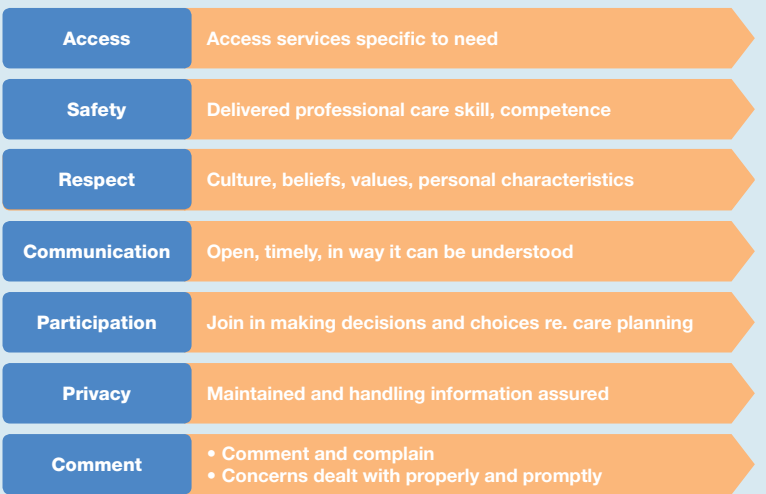 Access
Access services specific to need
Safety
Delivered professional care skill, competence
Respect
Culture, beliefs, values, personal characteristics
Communication
Open, timely, in way it can be understood
Participation
Join in making decisions and choices re. care planning
Privacy
Maintained and handling information assured
Comment
• Comment and complain
• Concerns dealt with properly and promptly